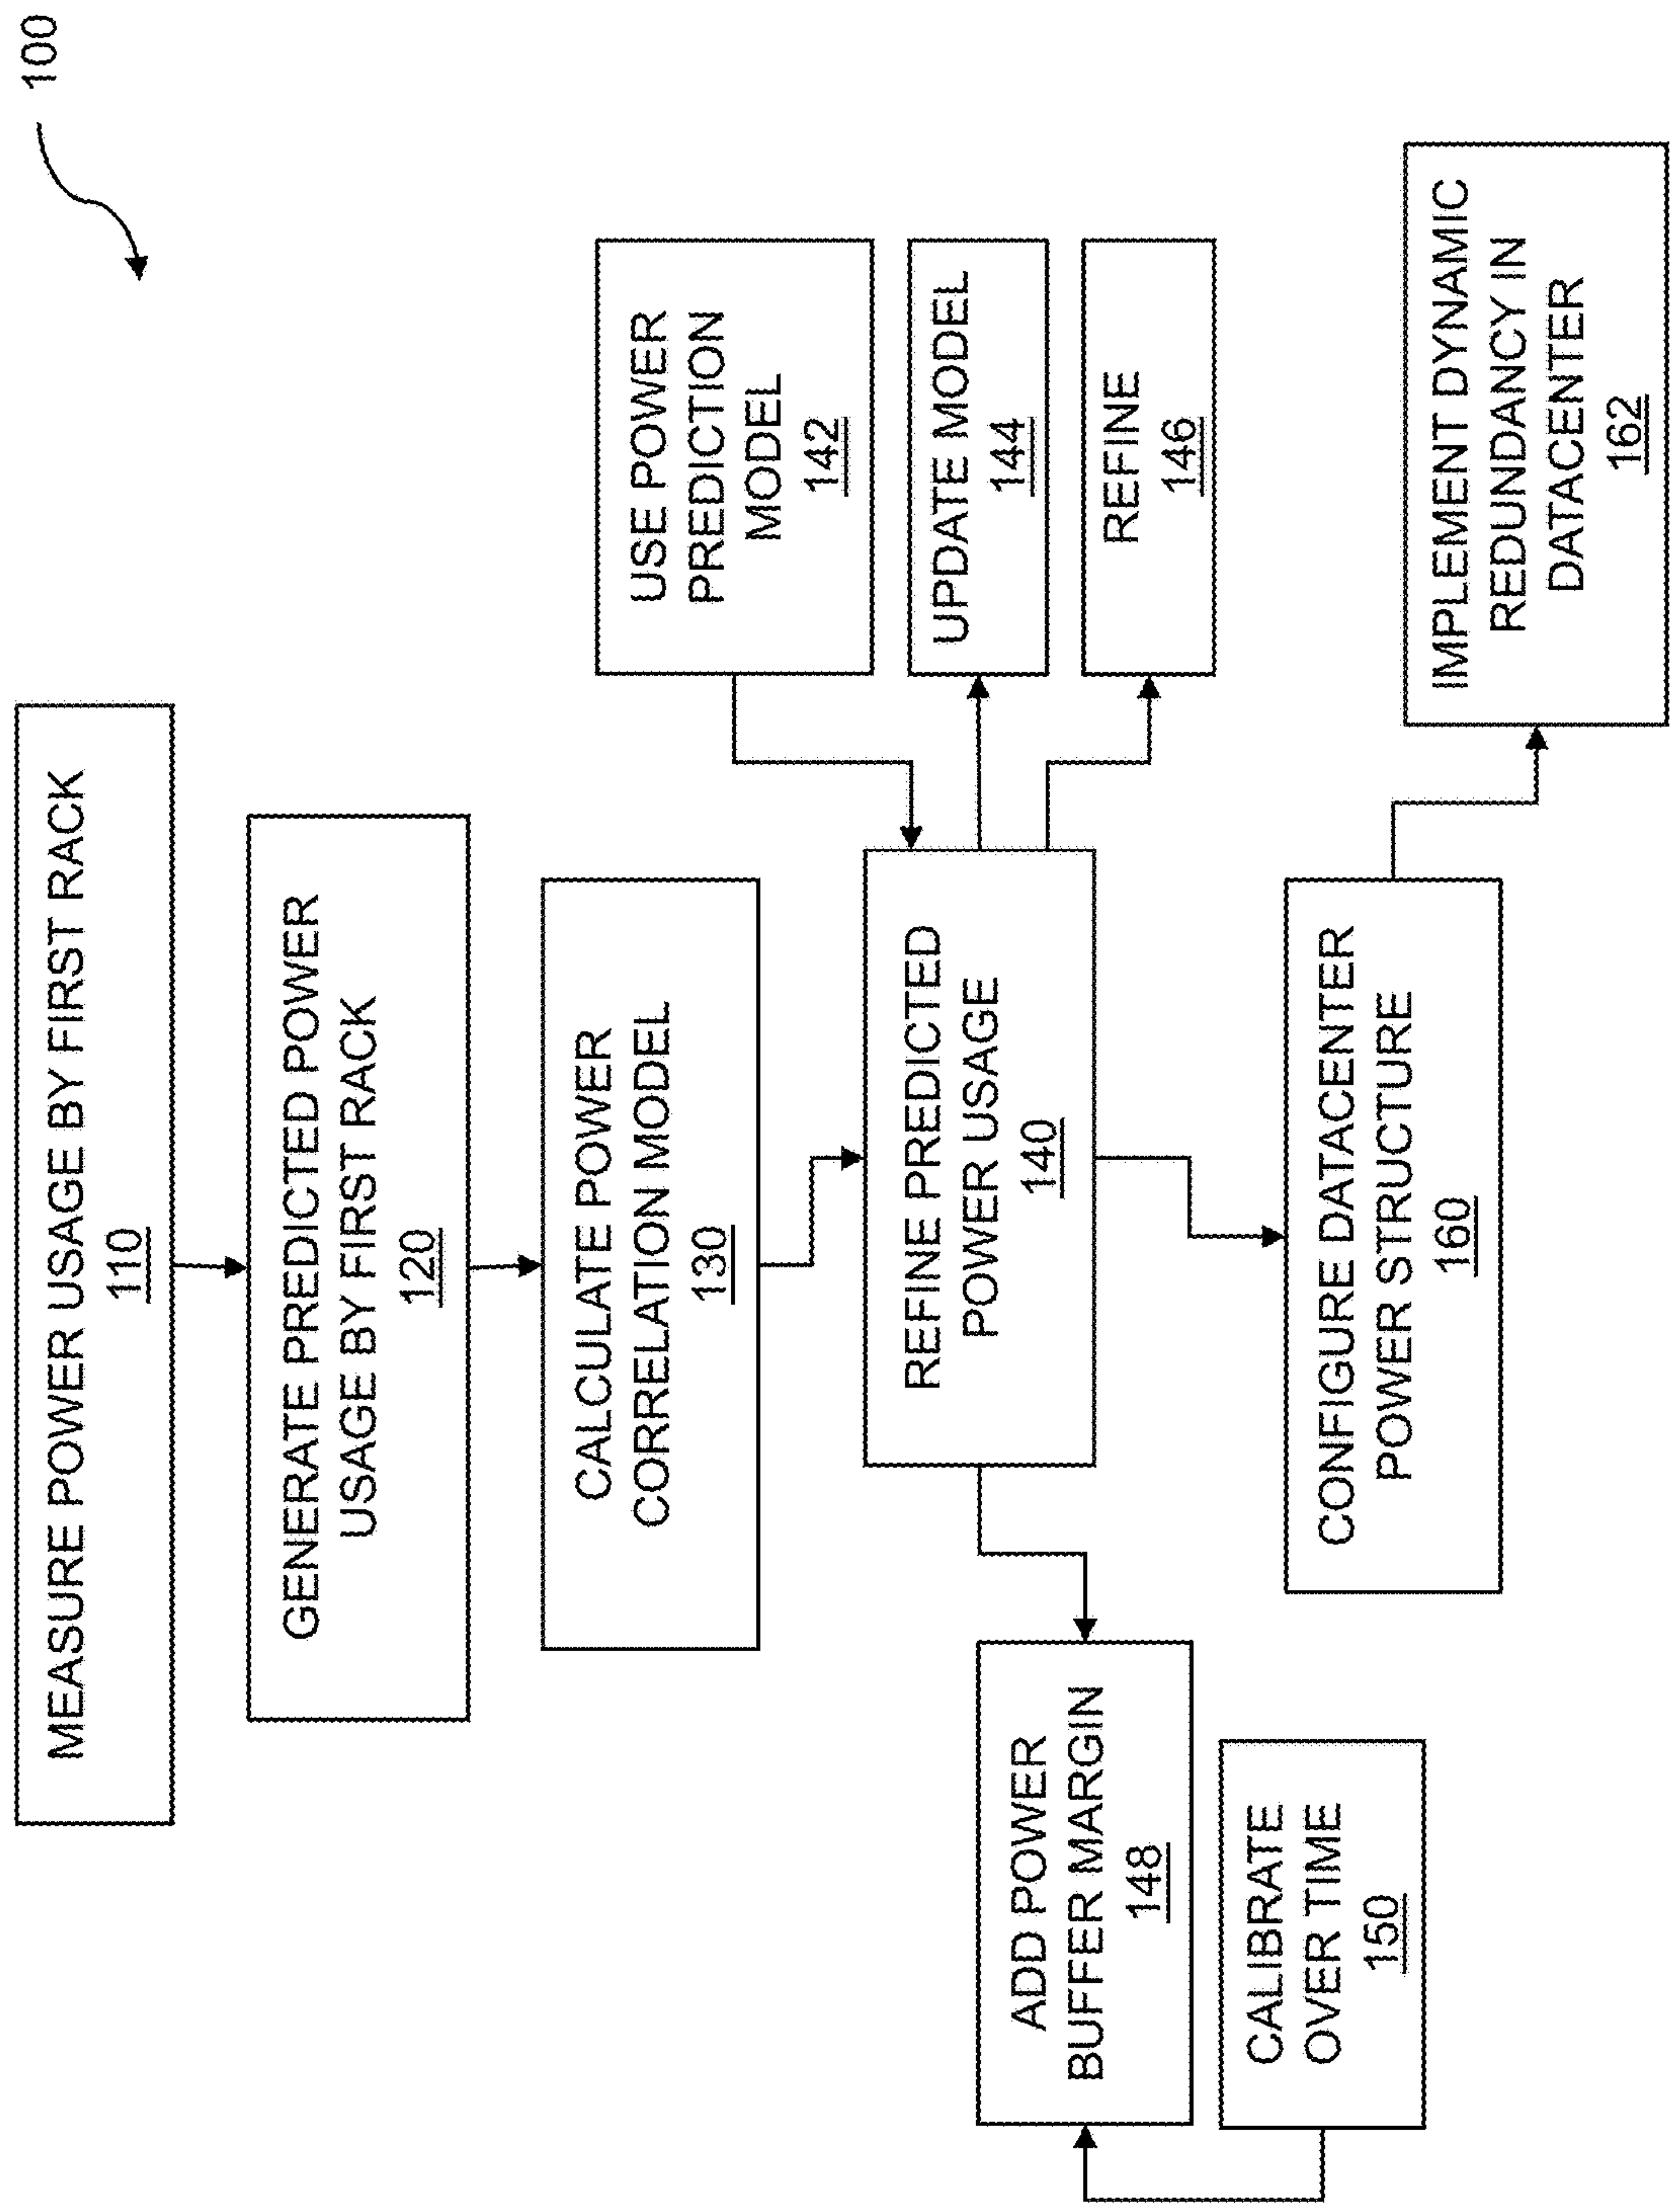 100
MEASURE POWER USAGE BY FIRST RACK
110
GENERATE PREDICTED POWER
USAGE BY FIRST RACK
120
CALCULATE POWER
CORRELATION MODEL
130
USE POWER
PREDICTION
MODEL
142
REFINE PREDICTED
POWER USAGE
140
UPDATE MODEL
144
REFINE
146
ADD POWER
BUFFER MARGIN
148
CALIBRATE
OVER TIME
150
CONFIGURE DATACENTER
POWER STRUCTURE
160
IMPLEMENT DYNAMIC
REDUNDANCY IN
DATACENTER
162